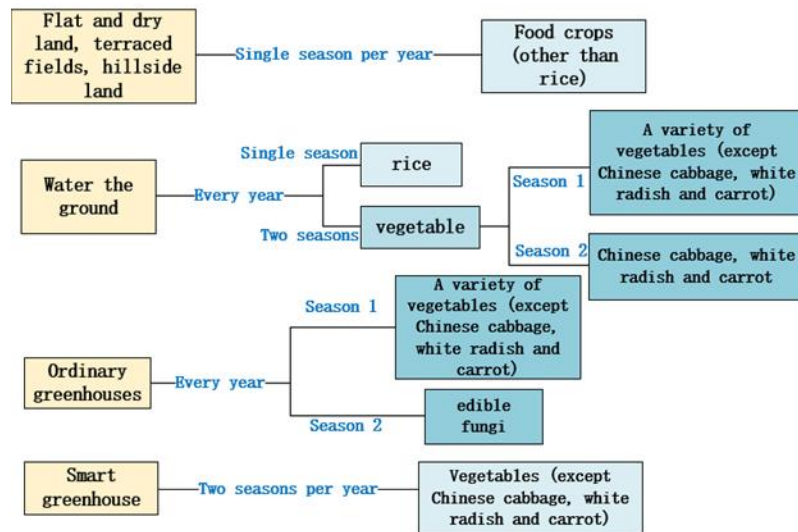 Flat and dry
land, terraced
fields, hillside
land
Single season per year
Food crops
(other than
rice)
Water the
ground
Every year
Single season
rice
Two seasons
vegetable
Season 1
A variety of
vegetables (except
Chinese cabbage, white
radish and carrot)
Season 2
Chinese cabbage, white
radish and carrot
Ordinary
greenhouses
Every year
Season 1
A variety of
vegetables (except
Chinese cabbage,
white radish and
carrot)
Season 2
edible
fungi
Smart
greenhouse
Two seasons per year
Vegetables (except
Chinese cabbage, white
radish and carrot)